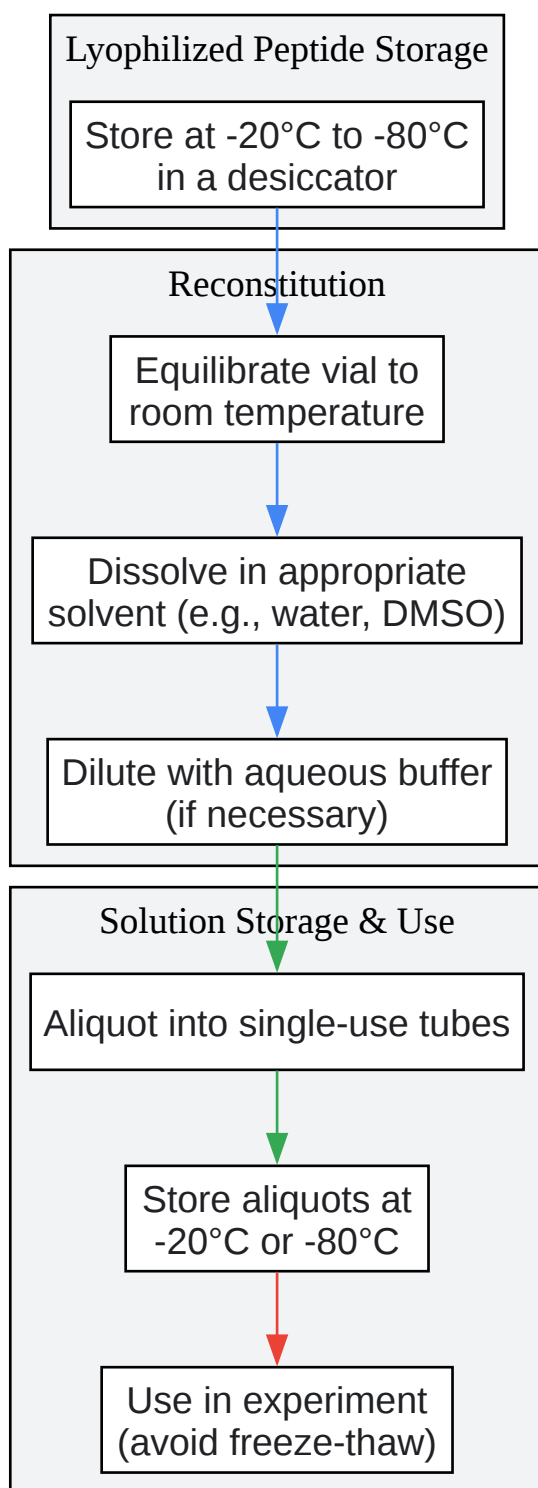 Lyophilized Peptide Storage
Store at -20°C to -80°C
in a desiccator
Reconstitution
Equilibrate vial to
room temperature
Dissolve in appropriate
solvent (e.g., water, DMSO)
Dilute with aqueous buffer
(if necessary)
Solution Storage & Use
Aliquot into single-use tubes
Store aliquots at
-20°C or -80°C
Use in experiment
(avoid freeze-thaw)